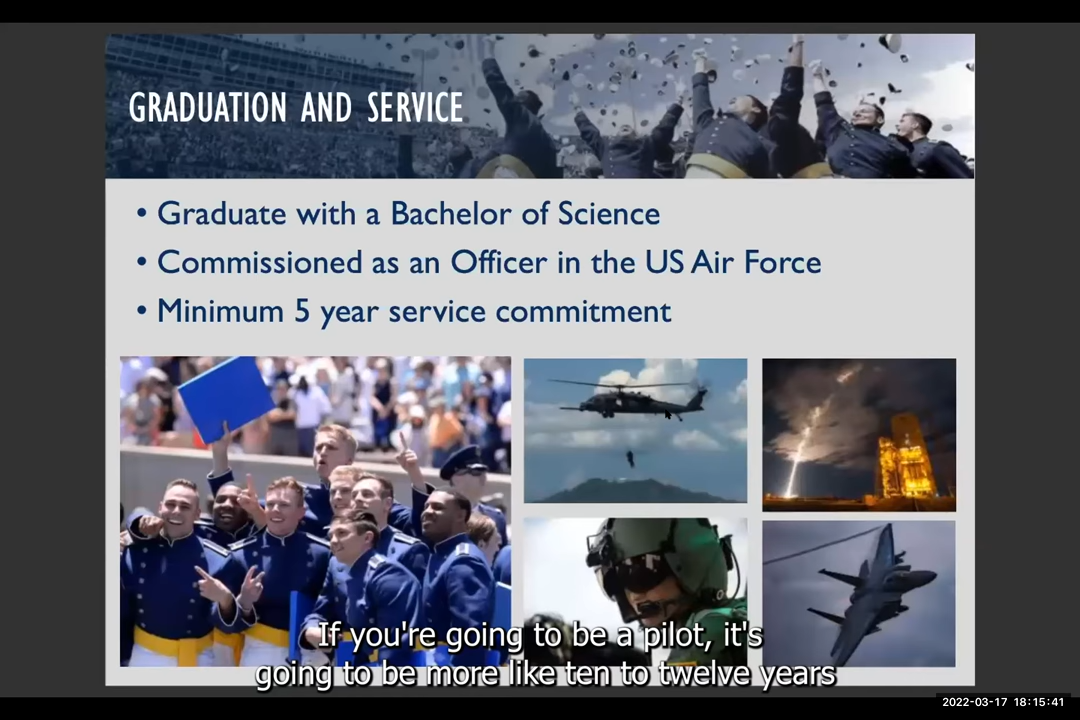 GRADUATION AND SERVICE
• Graduate with a Bachelor of Science
• Commissioned as an Officer in the US Air Force
• Minimum 5 year service commitment
If you're going to be a pilot, it's
going to be more like ten to twelve years
2022-03-17 18:15:41